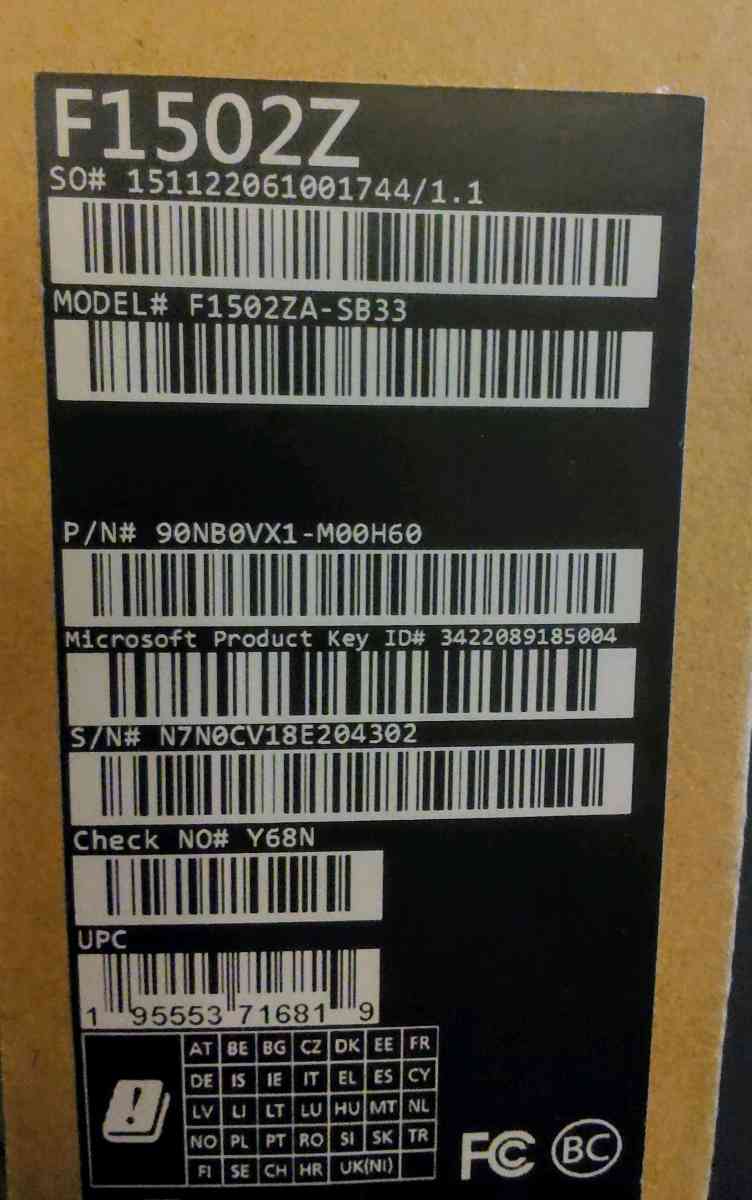 F1502Z
SO# 151122061001744/1.1
MODEL# F1502ZA-SB33
P/N# 90NB0VX1-M00H60
Microsoft Product Key ID# 3422089185004
S/N# N7N0CV18E204302
Check NO# Y68N
UPC
1 95553 71681 9
AT BE BG CZ DK EE FR
DE IS IE IT EL ES CY
LV LI LT LU HU MT NL
NO PL PT RO SI SK TR
FI SE CH HR UK(NI)
FC BC